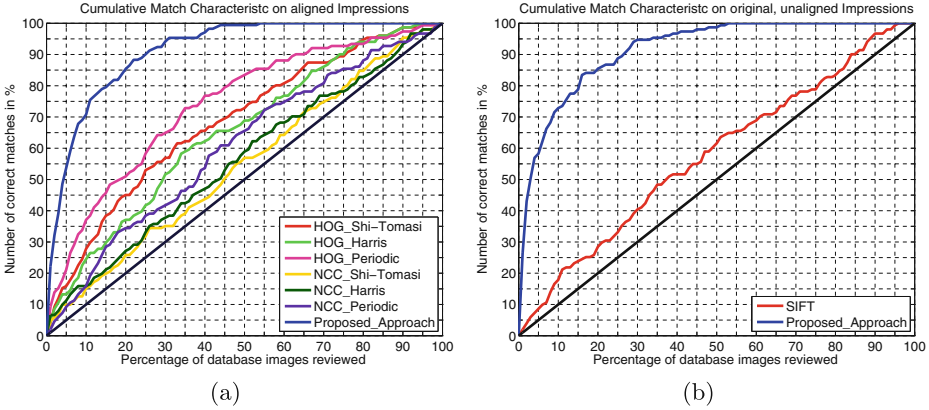 Cumulative Match Characteristc on aligned Impressions
Number of correct matches in %
100
90
80
70
60
50
40
30
20
10
0
HOG_Shi-Tomasi
HOG_Harris
HOG_Periodic
NCC_Shi-Tomasi
NCC_Harris
NCC_Periodic
Proposed_Approach
0 10 20 30 40 50 60 70 80 90 100
Percentage of database images reviewed
(a)
Cumulative Match Characteristc on original, unaligned Impressions
Number of correct matches in %
100
90
80
70
60
50
40
30
20
10
0
SIFT
Proposed_Approach
0 10 20 30 40 50 60 70 80 90 100
Percentage of database images reviewed
(b)